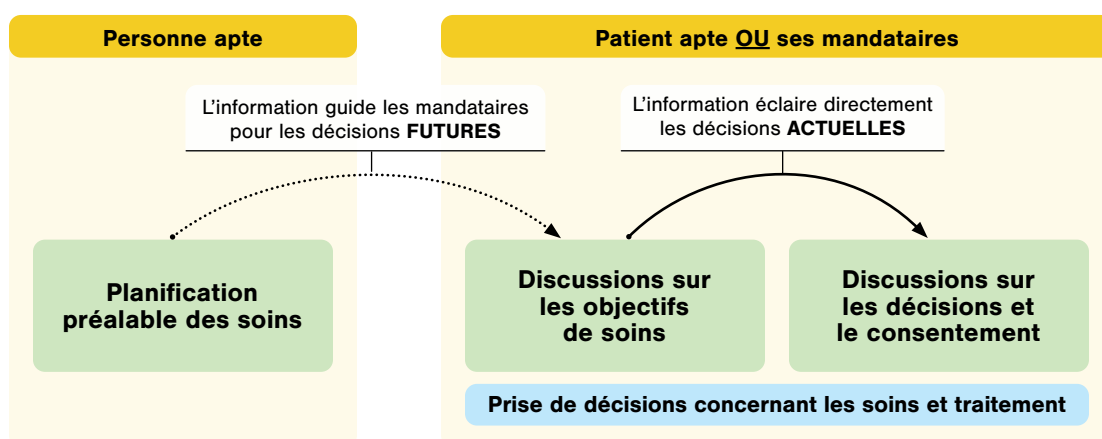 Personne apte
Patient apte OU ses mandataires
L'information guide les mandataires
pour les décisions FUTURES
L'information éclaire directement
les décisions ACTUELLES
Planification
préalable des soins
Discussions sur
les objectifs
de soins
Discussions sur
les décisions et
le consentement
Prise de décisions concernant les soins et traitement